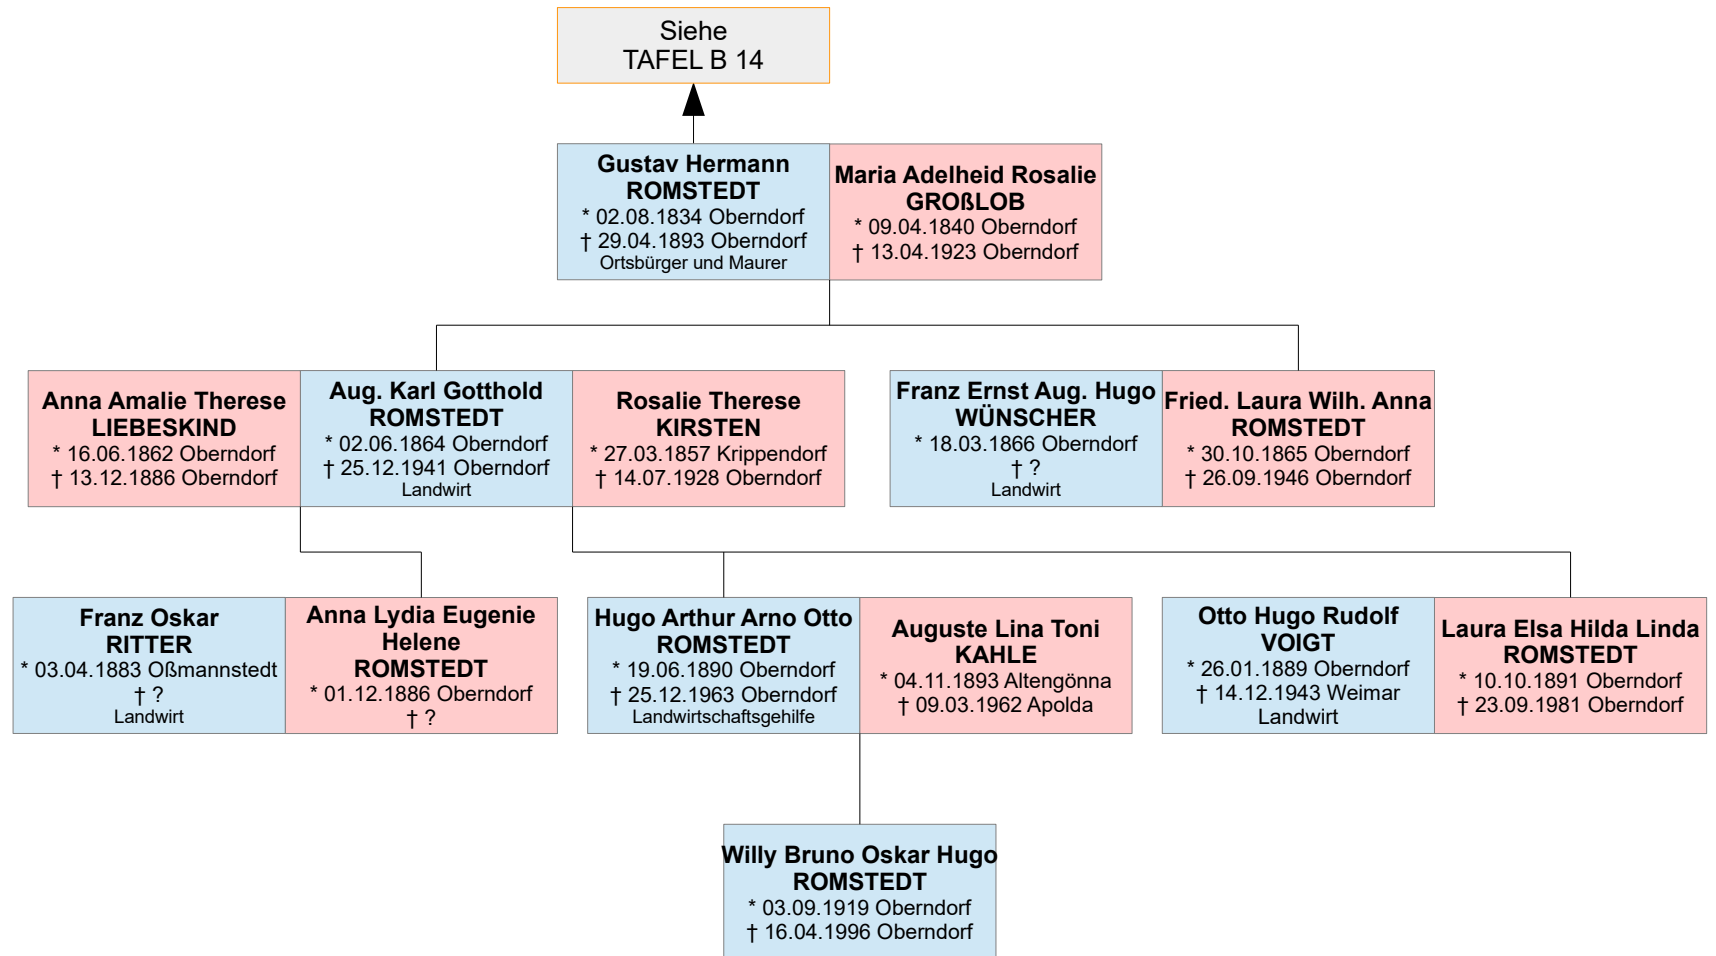 Siehe
TAFEL B 14
Gustav Hermann
ROMSTEDT
* 02.08.1834 Oberndorf
† 29.04.1893 Oberndorf
Ortsbürger und Maurer
Maria Adelheid Rosalie
GROßLOB
* 09.04.1840 Oberndorf
† 13.04.1923 Oberndorf
Anna Amalie Therese
LIEBESKIND
* 16.06.1862 Oberndorf
† 13.12.1886 Oberndorf
Aug. Karl Gotthold
ROMSTEDT
* 02.06.1864 Oberndorf
† 25.12.1941 Oberndorf
Landwirt
Rosalie Therese
KIRSTEN
* 27.03.1857 Krippendorf
† 14.07.1928 Oberndorf
Franz Ernst Aug. Hugo
WÜNSCHER
* 18.03.1866 Oberndorf
† ?
Landwirt
Fried. Laura Wilh. Anna
ROMSTEDT
* 30.10.1865 Oberndorf
† 26.09.1946 Oberndorf
Franz Oskar
RITTER
* 03.04.1883 Oßmannstedt
† ?
Landwirt
Anna Lydia Eugenie
Helene
ROMSTEDT
* 01.12.1886 Oberndorf
† ?
Hugo Arthur Arno Otto
ROMSTEDT
* 19.06.1890 Oberndorf
† 25.12.1963 Oberndorf
Landwirtschaftsgehilfe
Auguste Lina Toni
KAHLE
* 04.11.1893 Altengönna
† 09.03.1962 Apolda
Otto Hugo Rudolf
VOIGT
* 26.01.1889 Oberndorf
† 14.12.1943 Weimar
Landwirt
Laura Elsa Hilda Linda
ROMSTEDT
* 10.10.1891 Oberndorf
† 23.09.1981 Oberndorf
Willy Bruno Oskar Hugo
ROMSTEDT
* 03.09.1919 Oberndorf
† 16.04.1996 Oberndorf